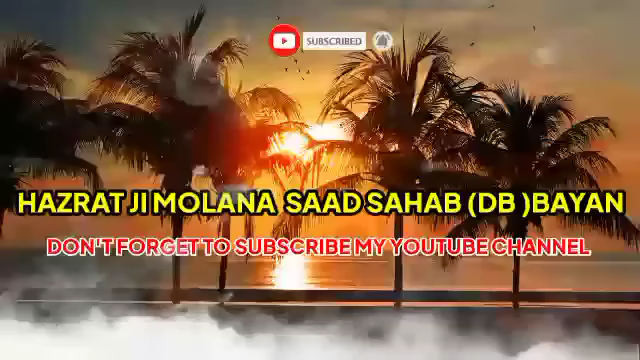 SUBSCRIBED
HAZRAT JI MOLANA SAAD SAHAB (DB )BAYAN
DON'T FORGET TO SUBSCRIBE MY YOUTUBE CHANNEL